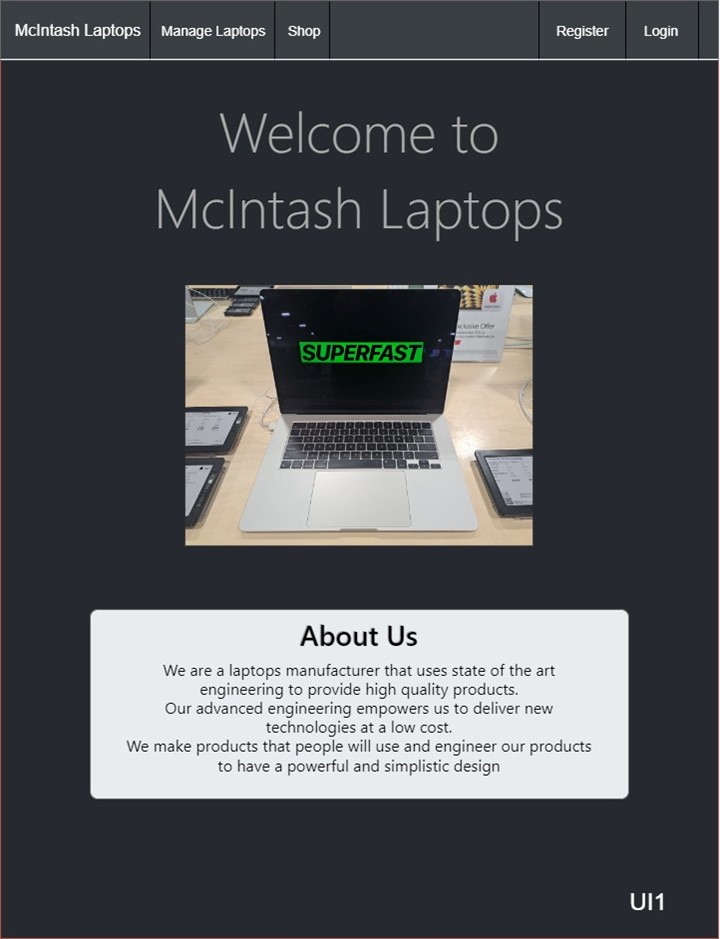 McIntash Laptops Manage Laptops Shop Register Login
Welcome to
McIntash Laptops
SUPERFAST
clusive Offer
About Us
We are a laptops manufacturer that uses state of the art
engineering to provide high quality products.
Our advanced engineering empowers us to deliver new
technologies at a low cost.
We make products that people will use and engineer our products
to have a powerful and simplistic design
UI1